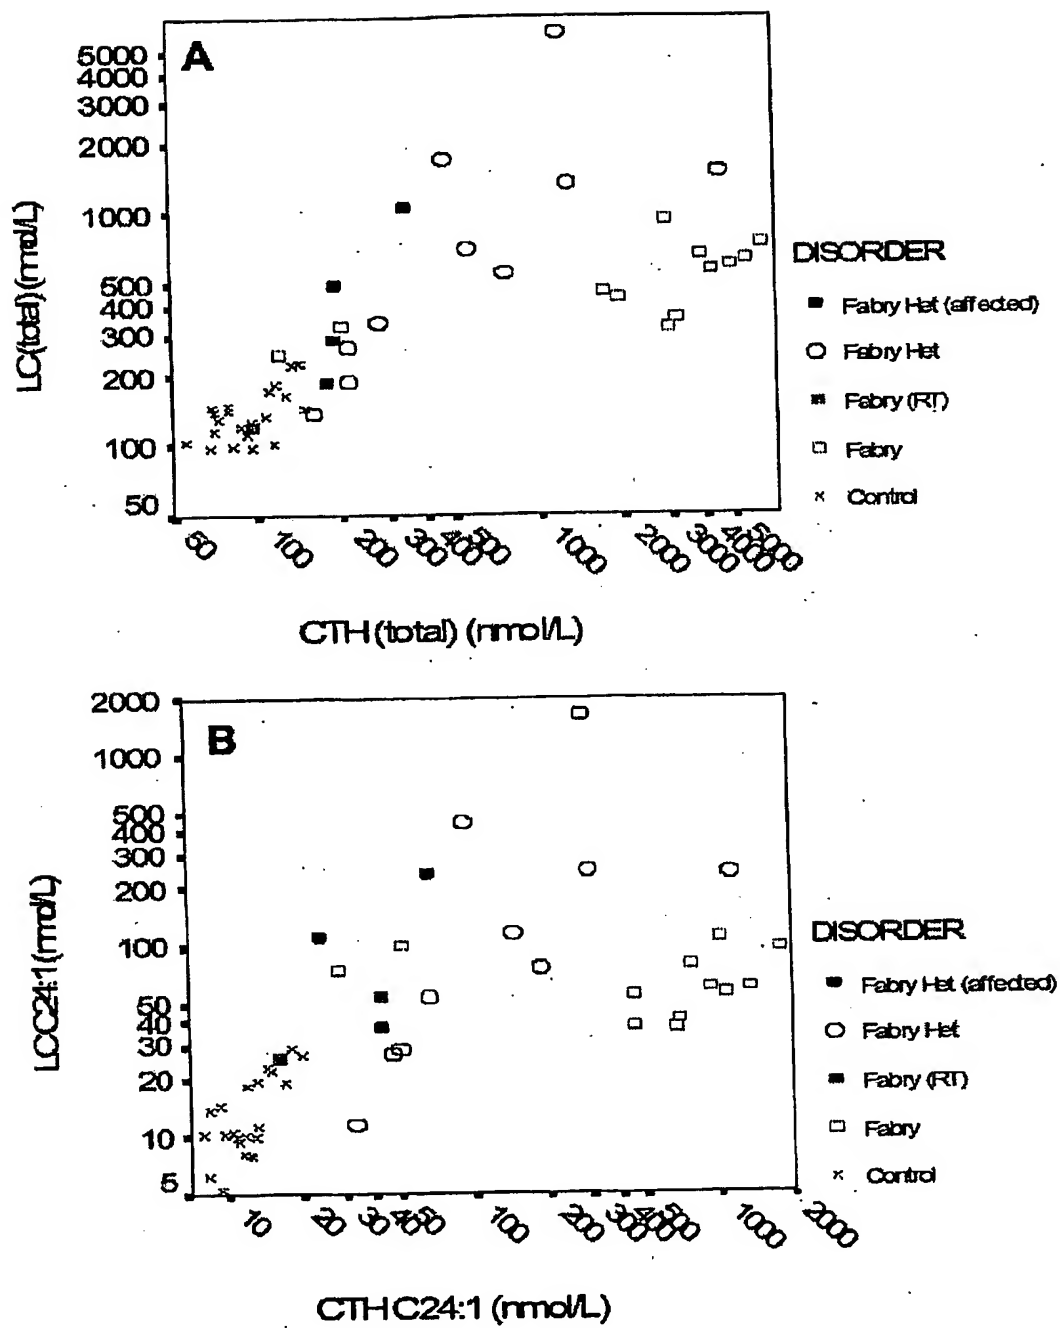 A
5000
4000
3000
2000
1000
500
400
300
200
100
50
LC(total) (nmol/L)
50 100 200 300 400 500 1000 2000 3000 4000 5000
CTH (total) (nmol/L)
DISORDER
Fabry Het (affected)
Fabry Het
Fabry (RT)
Fabry
Control
B
2000
1000
500
400
300
200
100
50
40
30
20
10
5
LCC24:1 (nmol/L)
10 20 30 40 50 100 200 300 400 500 1000 2000
CTH C24:1 (nmol/L)
DISORDER
Fabry Het (affected)
Fabry Het
Fabry (RT)
Fabry
Control